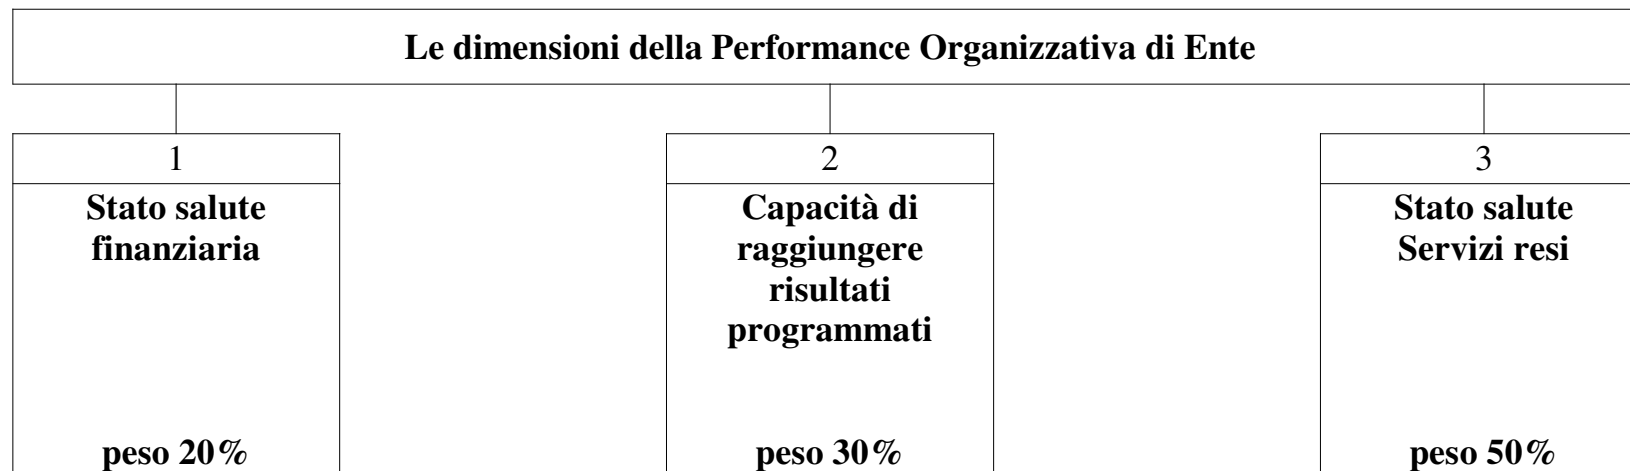 Le dimensioni della Performance Organizzativa di Ente
1
Stato salute
finanziaria
peso 20%
2
Capacità di
raggiungere
risultati
programmati
peso 30%
3
Stato salute
Servizi resi
peso 50%